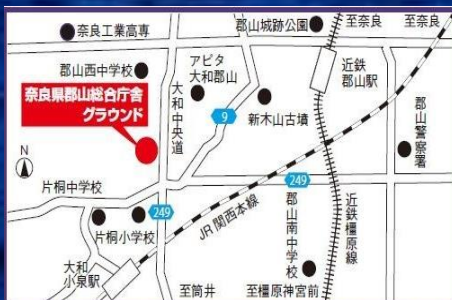 奈良工業高専
郡山城跡公園
至奈良
至奈良
郡山西中学校
アピタ
大和郡山
大和中央道
近鉄
郡山駅
奈良県郡山総合庁舎
グラウンド
9
新木山古墳
郡山警察署
N
片桐中学校
249
249
片桐小学校
JR関西本線
郡山南中学校
近鉄橿原線
大和
小泉駅
至筒井
至橿原神宮前